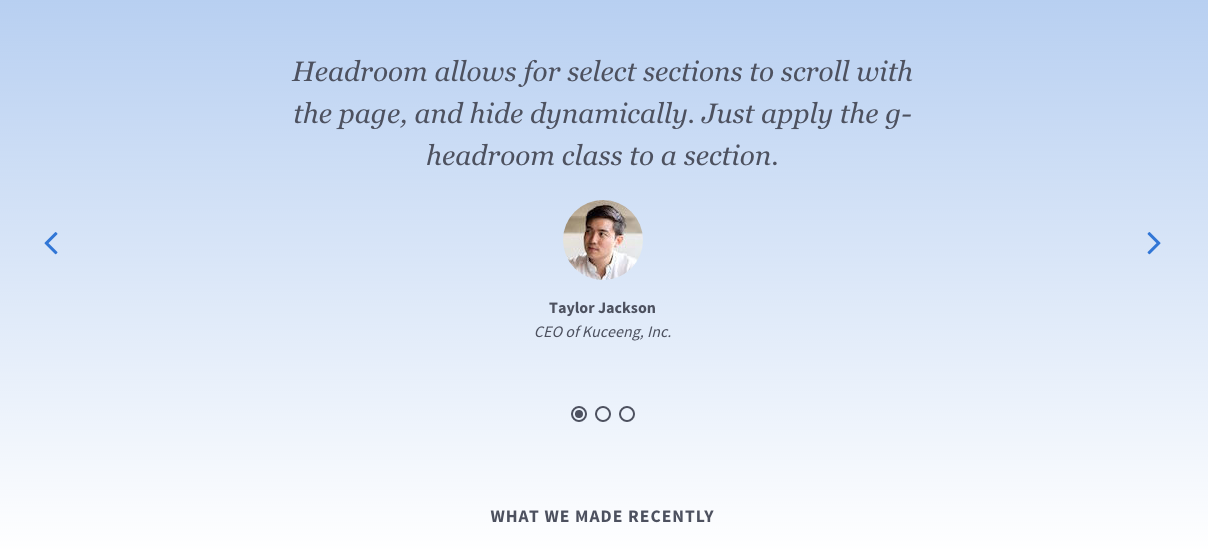 Headroom allows for select sections to scroll with
the page, and hide dynamically. Just apply the g-
headroom class to a section.
Taylor Jackson
CEO of Kuceeng, Inc.
WHAT WE MADE RECENTLY